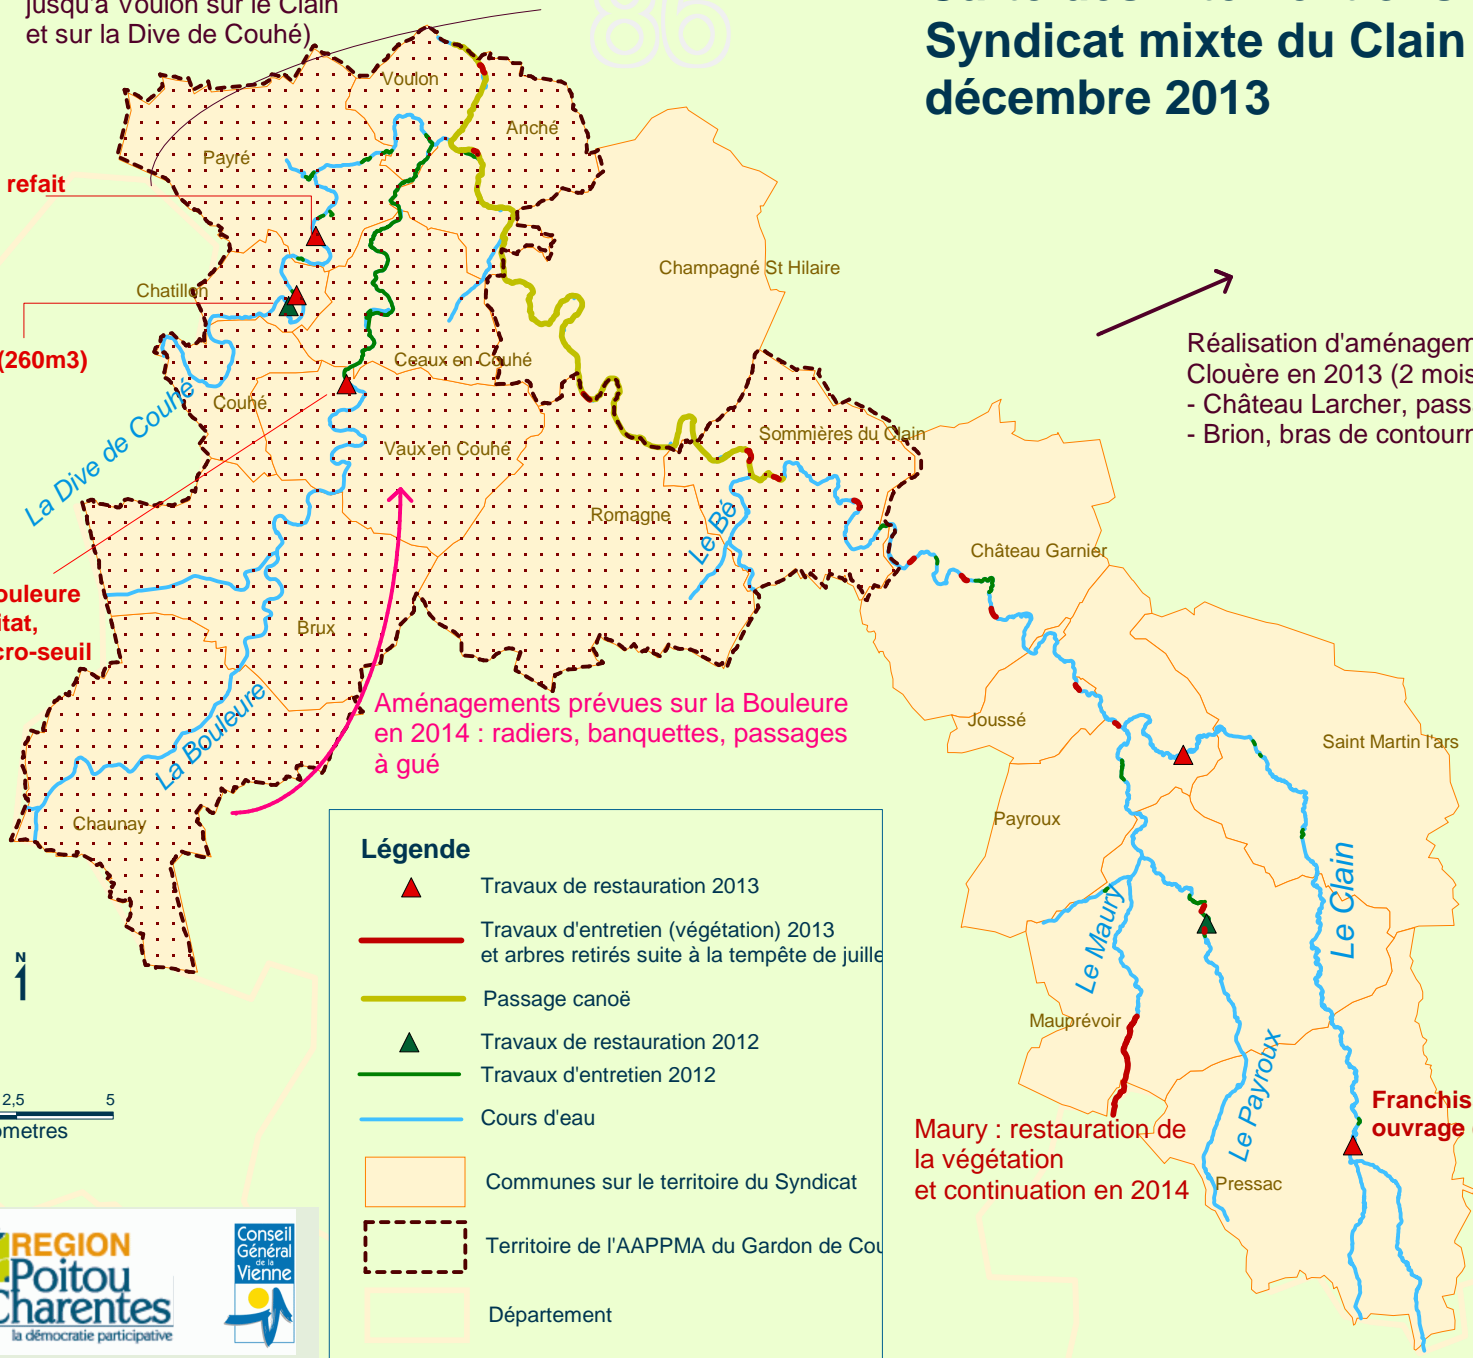 jusqu'à Voulon sur le Clain
et sur la Dive de Couhé)
86
Syndicat mixte du Clain
décembre 2013
Voulon
Anché
Payré
refait
Champagné St Hilaire
Chatillon
(260m3)
Ceaux en Couhé
Couhé
La Dive de Couhé
Vaux en Couhé
Sommières du Clain
Réalisation d'aménagem
Clouère en 2013 (2 mois
- Château Larcher, pass
- Brion, bras de contourn
Romagne
Le Bé
Château Garnier
ouleure
itat,
cro-seuil
Brux
La Bouleure
Aménagements prévues sur la Bouleure
en 2014 : radiers, banquettes, passages
à gué
Joussé
Saint Martin l'ars
Payroux
Chaunay
Le Clain
Le Maury
Mauprévoir
Le Payroux
Pressac
Maury : restauration de
la végétation
et continuation en 2014
Franchis
ouvrage
Légende
Travaux de restauration 2013
Travaux d'entretien (végétation) 2013
et arbres retirés suite à la tempête de juille
Passage canoë
Travaux de restauration 2012
Travaux d'entretien 2012
Cours d'eau
Communes sur le territoire du Syndicat
Territoire de l'AAPPMA du Gardon de Cou
Département
N
2,5 5
ometres
REGION
Poitou
Charentes
la démocratie participative
Conseil
Général
de la
Vienne